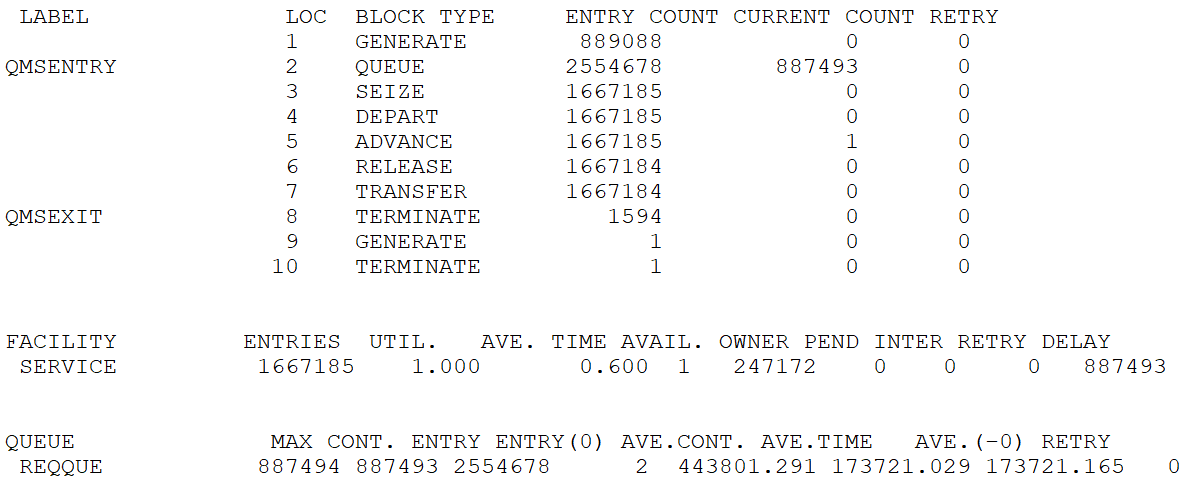 LABEL LOC BLOCK TYPE ENTRY COUNT CURRENT COUNT RETRY
1 GENERATE 889088 0 0
QMSENTRY 2 QUEUE 2554678 887493 0
3 SEIZE 1667185 0 0
4 DEPART 1667185 0 0
5 ADVANCE 1667185 1 0
6 RELEASE 1667184 0 0
7 TRANSFER 1667184 0 0
QMSEXIT 8 TERMINATE 1594 0 0
9 GENERATE 1 0 0
10 TERMINATE 1 0 0
FACILITY ENTRIES UTIL. AVE. TIME AVAIL. OWNER PEND INTER RETRY DELAY
SERVICE 1667185 1.000 0.600 1 247172 0 0 0 887493
QUEUE MAX CONT. ENTRY ENTRY(0) AVE.CONT. AVE.TIME AVE.(-0) RETRY
REQQUE 887494 887493 2554678 2 443801.291 173721.029 173721.165 0